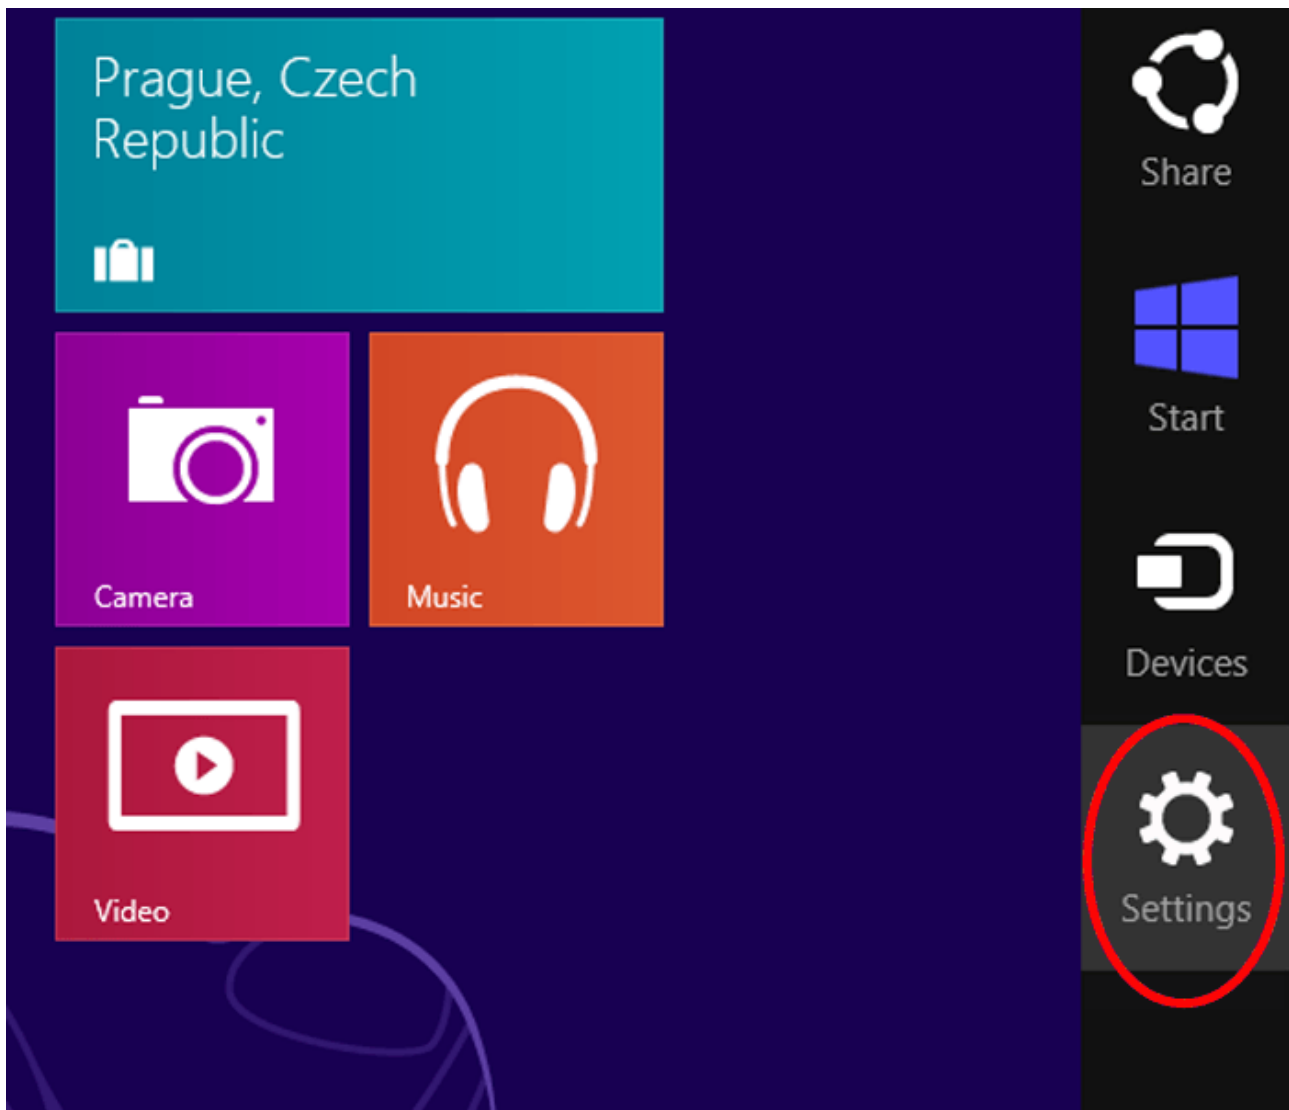 Prague, Czech
Republic
Camera
Music
Video
Share
Start
Devices
Settings